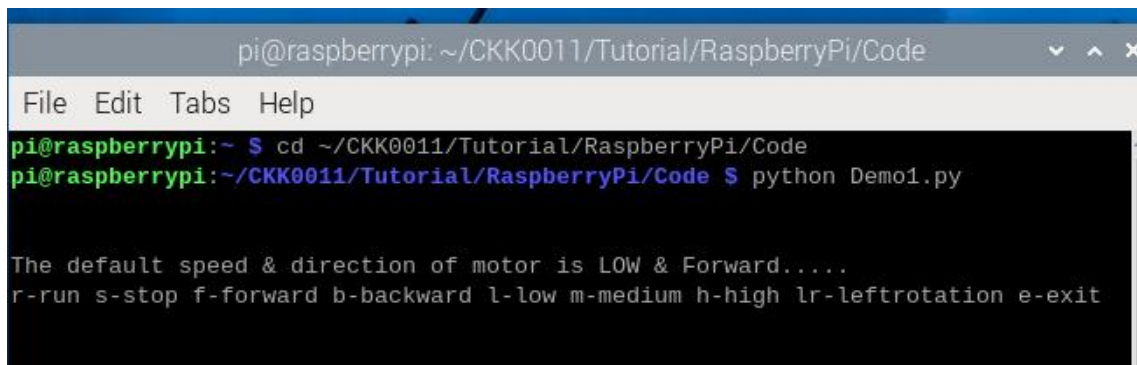 pi@raspberrypi: ~/CKK0011/Tutorial/RaspberryPi/Code
File Edit Tabs Help
pi@raspberrypi:~ $ cd ~/CKK0011/Tutorial/RaspberryPi/Code
pi@raspberrypi:~/CKK0011/Tutorial/RaspberryPi/Code $ python Demo1.py
The default speed & direction of motor is LOW & Forward.....
r-run s-stop f-forward b-backward l-low m-medium h-high lr-leftrotation e-exit